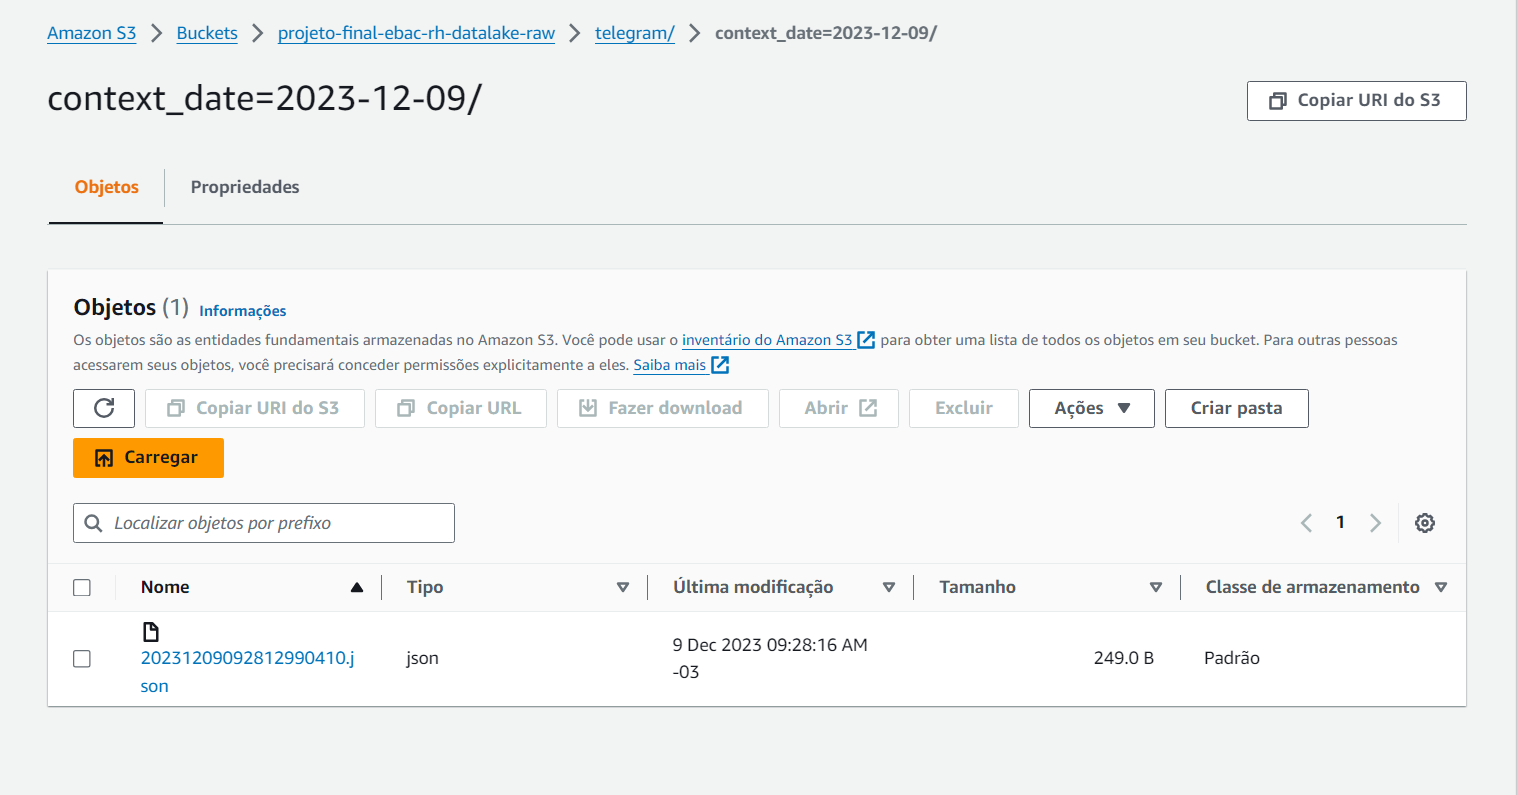 Amazon S3 > Buckets > projeto-final-ebac-rh-datalake-raw > telegram/ > context_date=2023-12-09/
context_date=2023-12-09/
Copiar URI do S3
Objetos
Propriedades
Objetos (1) Informações
Os objetos são as entidades fundamentais armazenadas no Amazon S3. Você pode usar o inventário do Amazon S3 para obter uma lista de todos os objetos em seu bucket. Para outras pessoas
acessarem seus objetos, você precisará conceder permissões explicitamente a eles. Saiba mais
Copiar URI do S3
Copiar URL
Fazer download
Abrir
Excluir
Ações
Criar pasta
Carregar
Localizar objetos por prefixo
1
Nome
Tipo
Última modificação
Tamanho
Classe de armazenamento
20231209092812990410.j
son
json
9 Dec 2023 09:28:16 AM
-03
249.0 B
Padrão